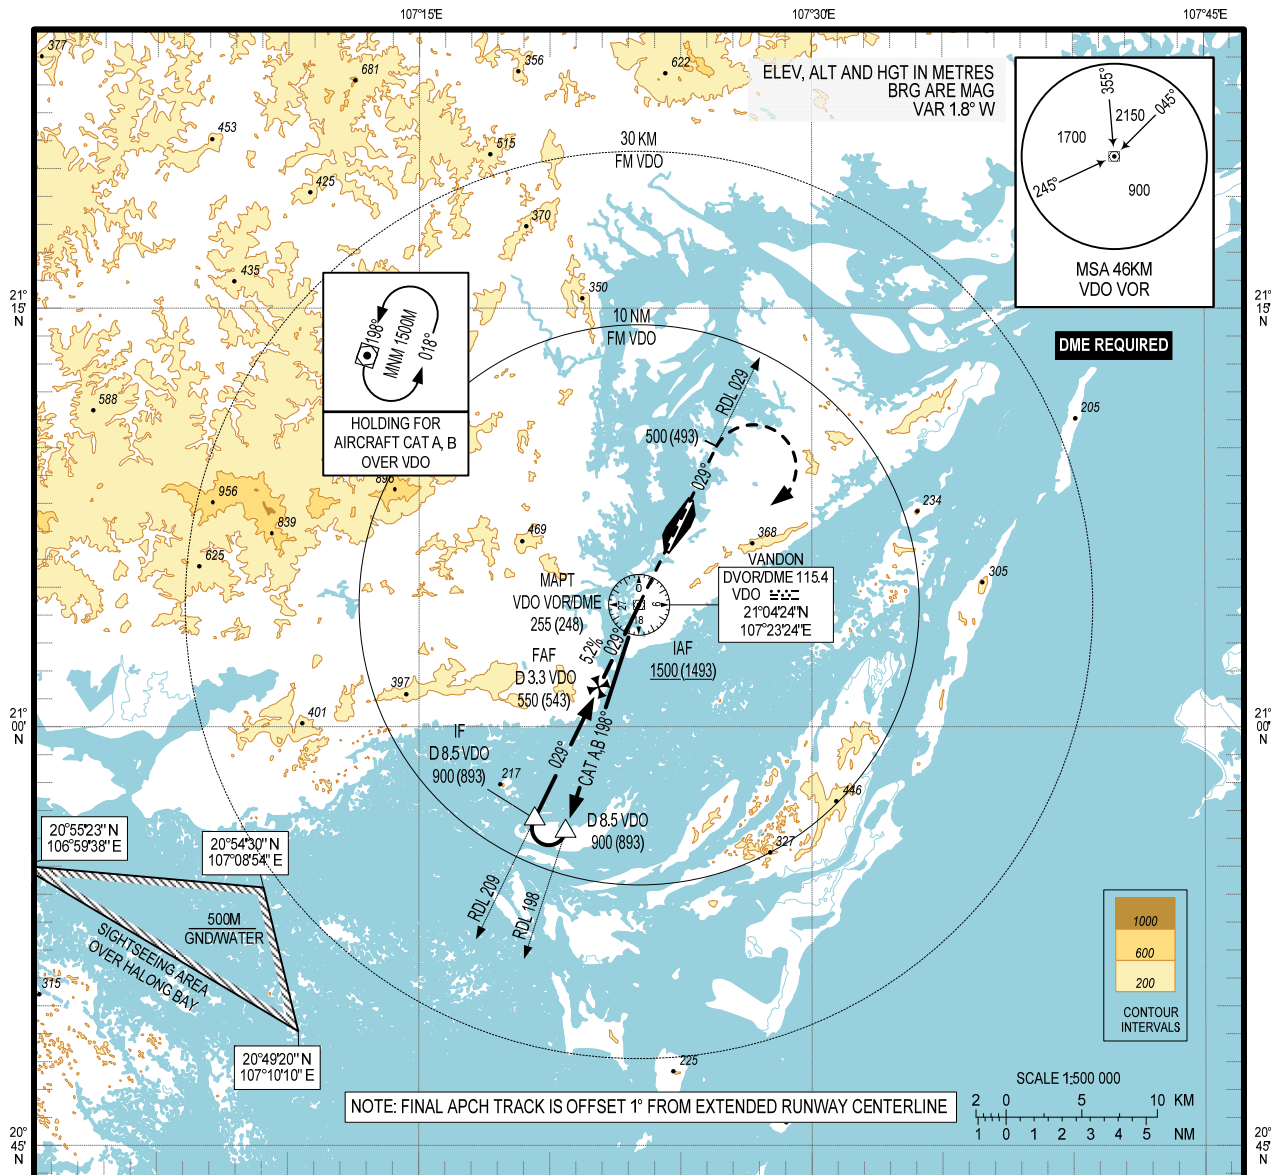 107°15'E
107°30'E
107°45'E
377
681
356
622
453
515
425
370
435
350
588
896
956
839
625
469
368
234
205
305
397
401
217
446
327
315
225
ELEV, ALT AND HGT IN METRES
BRG ARE MAG
VAR 1.8° W
355°
045°
2150
1700
245°
900
MSA 46KM
VDO VOR
DME REQUIRED
30 KM
FM VDO
10 NM
FM VDO
21°
15'
N
21°
15'
N
198°
MNM 1500M
018°
HOLDING FOR
AIRCRAFT CAT A, B
OVER VDO
RDL 029
500 (493)
029°
MAPT
VDO VOR/DME
255 (248)
VANDON
DVOR/DME 115.4
VDO
21°04'24"N
107°23'24"E
IAF
1500 (1493)
5.2%
029°
FAF
D 3.3 VDO
550 (543)
IF
D 8.5 VDO
900 (893)
029°
CAT A,B 198°
D 8.5 VDO
900 (893)
RDL 209
RDL 198
21°
00'
N
21°
00'
N
20°55'23" N
106°59'38" E
20°54'30" N
107°08'54" E
500M
GND/WATER
SIGHTSEEING AREA
OVER HALONG BAY
20°49'20" N
107°10'10" E
1000
600
200
CONTOUR
INTERVALS
SCALE 1:500 000
2 0 5 10 KM
1 0 1 2 3 4 5 NM
NOTE: FINAL APCH TRACK IS OFFSET 1° FROM EXTENDED RUNWAY CENTERLINE
20°
45'
N
20°
45'
N